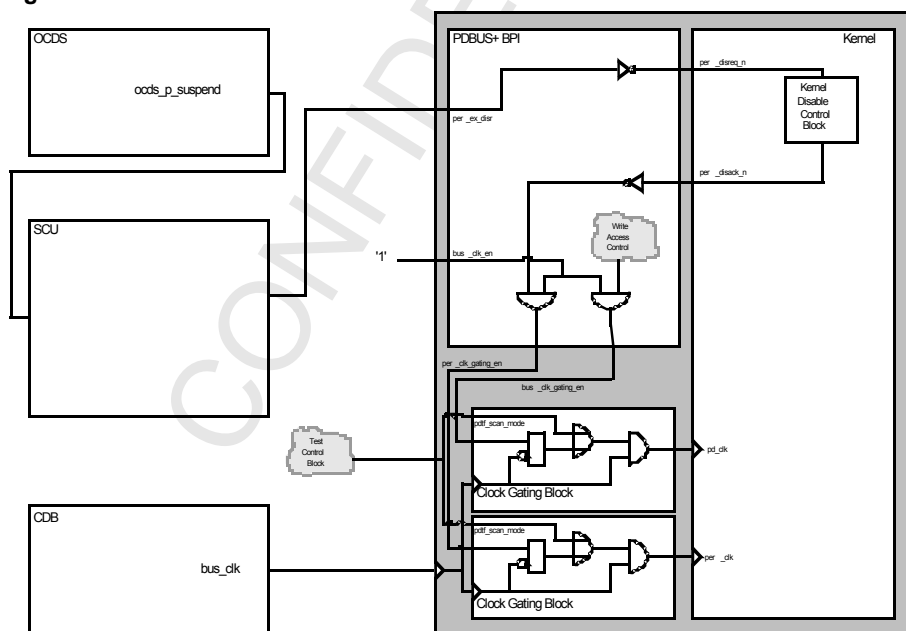 OCDS
ocds_p_suspend
SCU
'1'
Test
Control
Block
CDB
bus_clk
PDBUS+ BPI
per _ex_disr
bus _clk_en
Write
Access
Control
per _clk_gating_en
bus _clk_gating_en
pdtf_scan_mode
Clock Gating Block
pdtf_scan_mode
Clock Gating Block
Kernel
per _disreq_n
Kernel
Disable
Control
Block
per _disack_n
pd_clk
per _clk